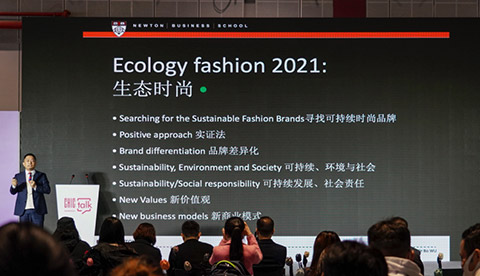 NEWTON | BUSINESS | SCHOOL
Ecology fashion 2021:
生态时尚
• Searching for the Sustainable Fashion Brands寻找可持续时尚品牌
• Positive approach 实证法
• Brand differentiation 品牌差异化
• Sustainability, Environment and Society 可持续、环境与社会
• Sustainability/Social responsibility 可持续发展、社会责任
• New Values 新价值观
• New business models 新商业模式
CHIC
talk